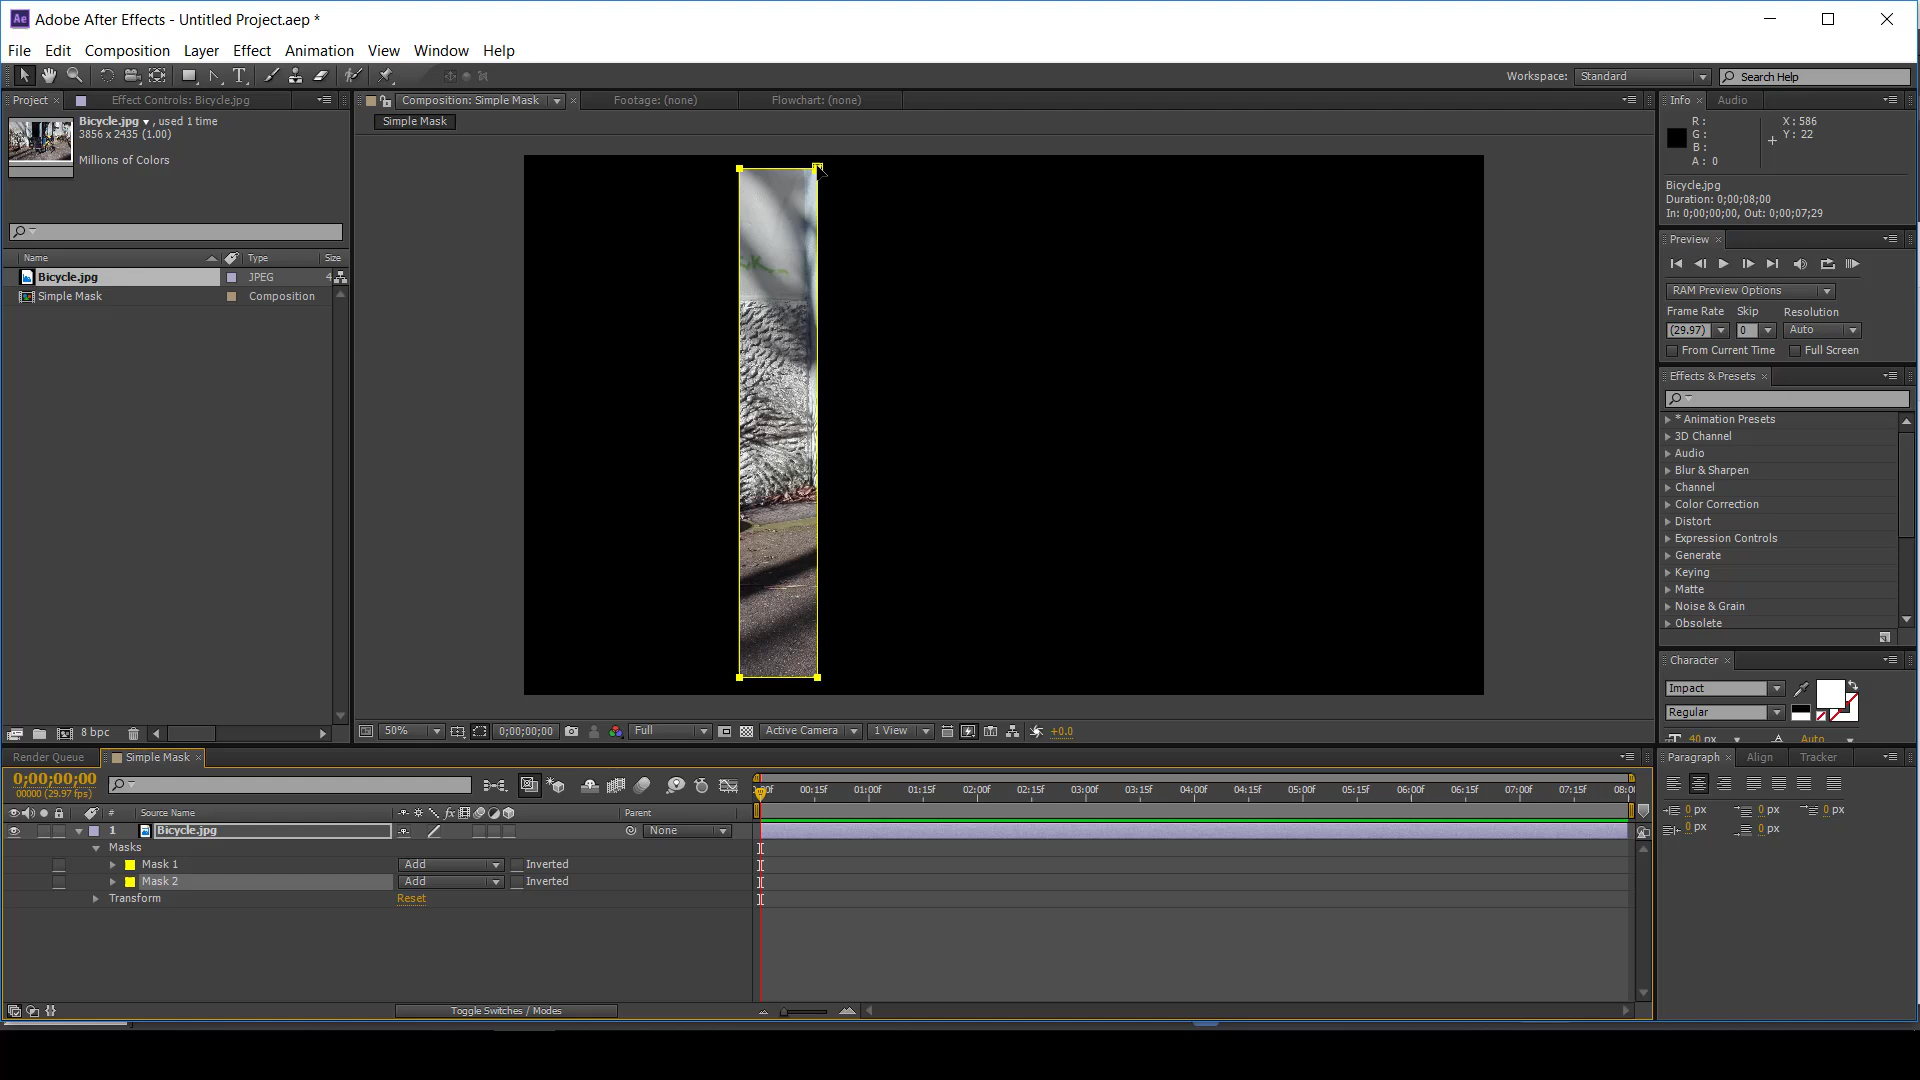 Ae Adobe After Effects - Untitled Project.aep *
File Edit Composition Layer Effect Animation View Window Help
Workspace: Standard Search Help
Project Effect Controls: Bicycle.jpg
Composition: Simple Mask Footage: (none) Flowchart: (none)
Simple Mask
Bicycle.jpg , used 1 time
3856 x 2435 (1.00)
Millions of Colors
Name Type Size
Bicycle.jpg JPEG 4
Simple Mask Composition
8 bpc
50% 0;00;00;00 Full Active Camera 1 View +0.0
Info Audio
R : X : 586
G : Y : 22
B :
A : 0
Bicycle.jpg
Duration: 0;00;08;00
In: 0;00;00;00, Out: 0;00;07;29
Preview
RAM Preview Options
Frame Rate Skip Resolution
(29.97) 0 Auto
From Current Time Full Screen
Effects & Presets
* Animation Presets
3D Channel
Audio
Blur & Sharpen
Channel
Color Correction
Distort
Expression Controls
Generate
Keying
Matte
Noise & Grain
Obsolete
Character
Impact
Regular
40 px Auto
Render Queue Simple Mask
0;00;00;00
00000 (29.97 fps)
:00f 00:15f 01:00f 01:15f 02:00f 02:15f 03:00f 03:15f 04:00f 04:15f 05:00f 05:15f 06:00f 06:15f 07:00f 07:15f 08:00
# Source Name fx Parent
1 Bicycle.jpg None
Masks
Mask 1 Add Inverted
Mask 2 Add Inverted
Transform Reset
Toggle Switches / Modes
Paragraph Align Tracker
0 px 0 px 0 px
0 px 0 px